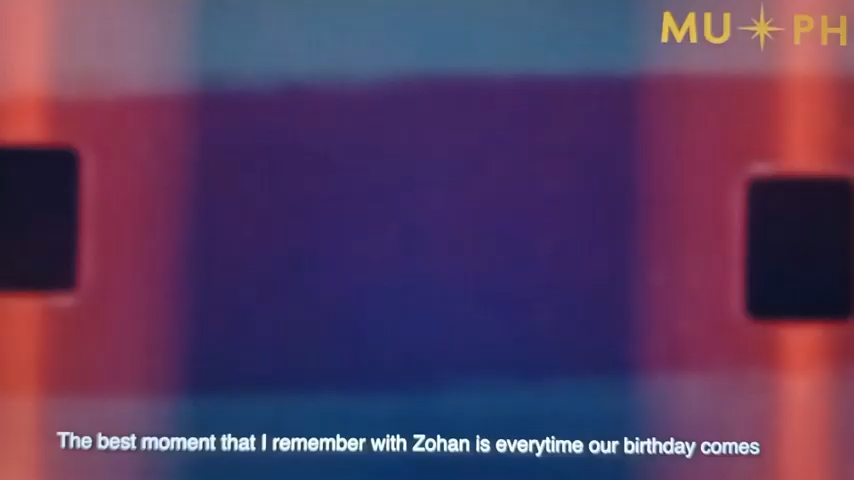 MU PH
The best moment that I remember with Zohan is everytime our birthday comes